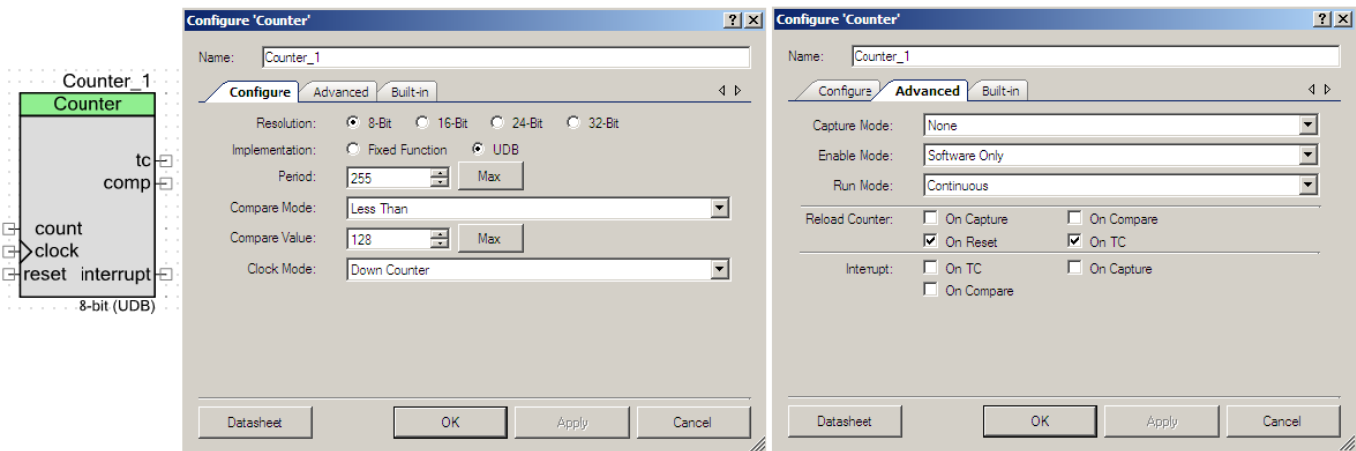 Counter_1
Counter
tc
comp
count
clock
reset interrupt
8-bit (UDB)
Configure 'Counter'
Name: Counter_1
Configure Advanced Built-in
Resolution: 8-Bit 16-Bit 24-Bit 32-Bit
Implementation: Fixed Function UDB
Period: 255 Max
Compare Mode: Less Than
Compare Value: 128 Max
Clock Mode: Down Counter
Datasheet OK Apply Cancel
Configure 'Counter'
Name: Counter_1
Configure Advanced Built-in
Capture Mode: None
Enable Mode: Software Only
Run Mode: Continuous
Reload Counter: On Capture On Compare
On Reset On TC
Interrupt: On TC On Capture
On Compare
Datasheet OK Apply Cancel